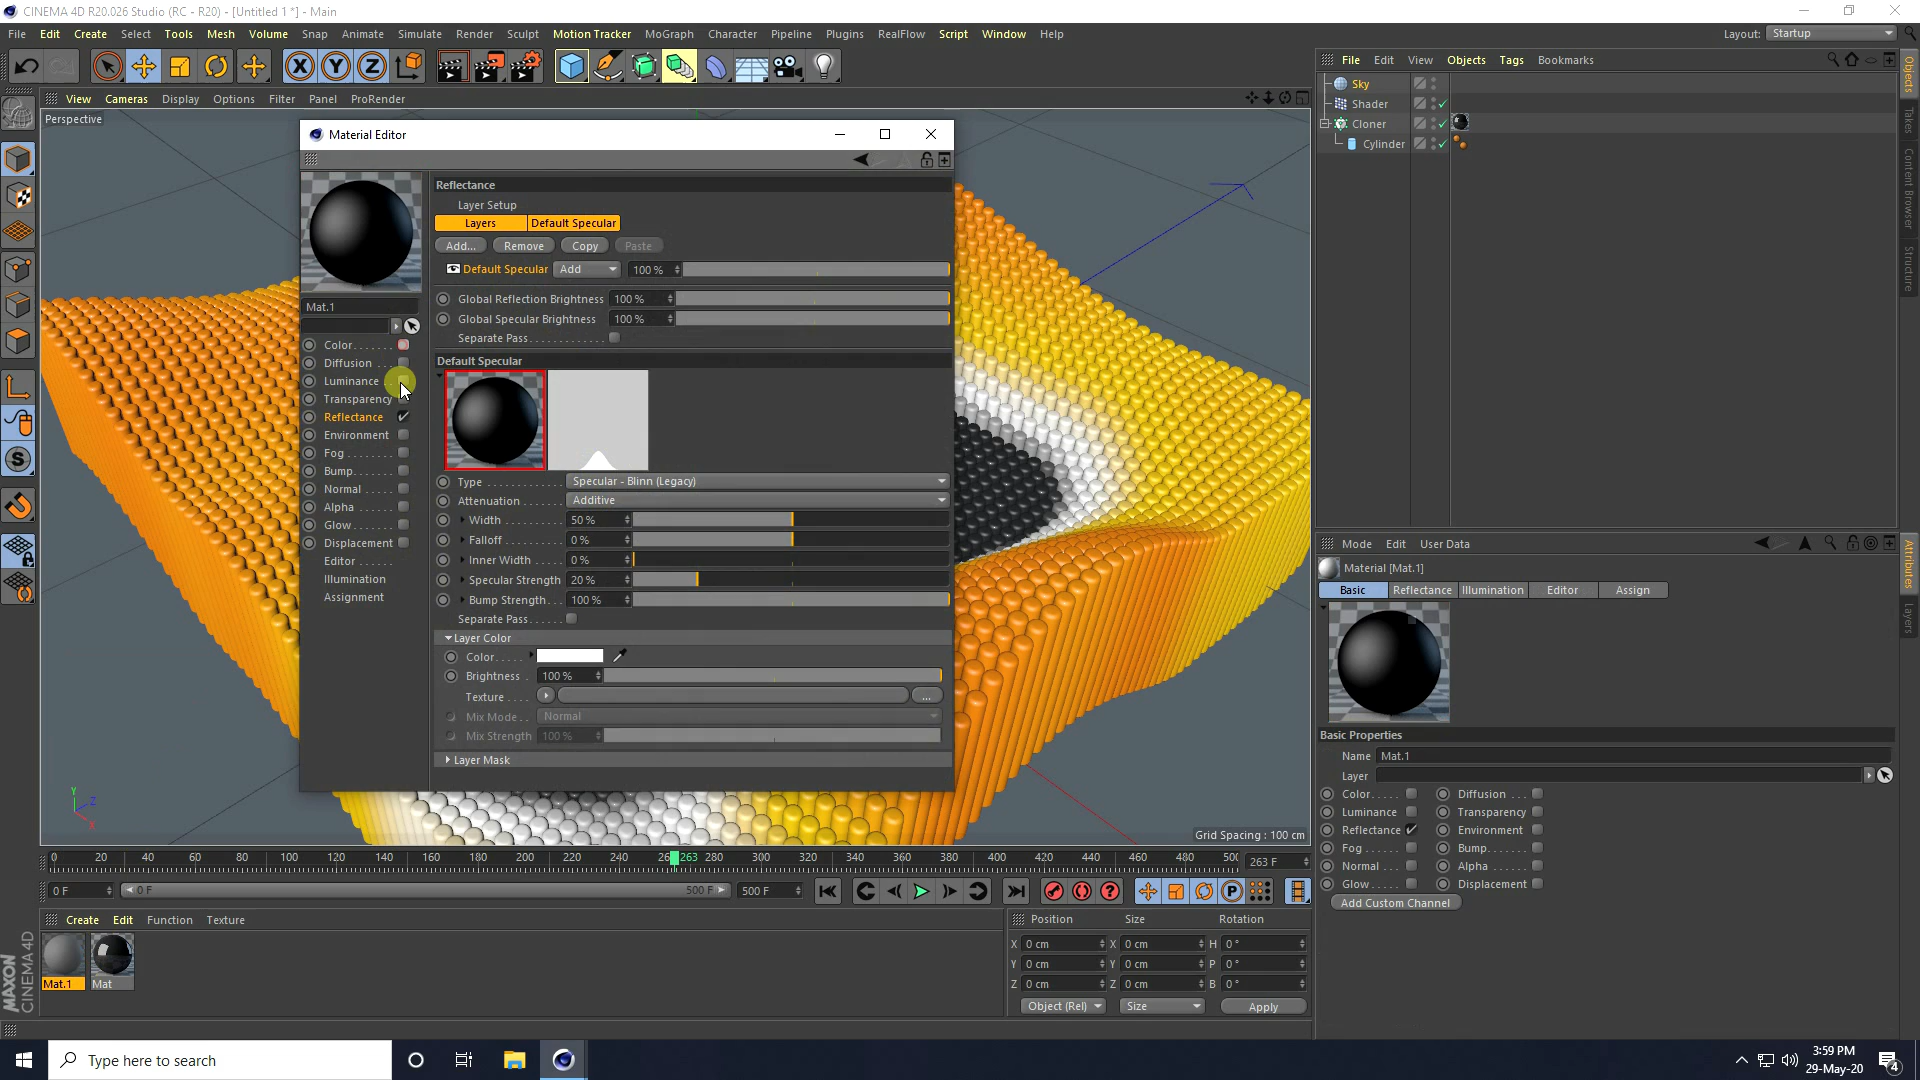 CINEMA 4D R20.026 Studio (RC - R20) - [Untitled 1 *] - Main
File Edit Create Select Tools Mesh Volume Snap Animate Simulate Render Sculpt Motion Tracker MoGraph Character Pipeline Plugins RealFlow Script Window Help Layout: Startup
X Y Z
View Cameras Display Options Filter Panel ProRender
Perspective
File Edit View Objects Tags Bookmarks
Sky
Shader
Cloner
Cylinder
Objects
Takes
Content Browser
Structure
Material Editor
Mat.1
Color
Diffusion
Luminance
Transparency
Reflectance
Environment
Fog
Bump
Normal
Alpha
Glow
Displacement
Editor
Illumination
Assignment
Reflectance
Layer Setup
Layers Default Specular
Add... Remove Copy Paste
Default Specular Add 100 %
Global Reflection Brightness 100 %
Global Specular Brightness 100 %
Separate Pass
Default Specular
Type Specular - Blinn (Legacy)
Attenuation Additive
Width 50 %
Falloff 0 %
Inner Width 0 %
Specular Strength 20 %
Bump Strength 100 %
Separate Pass
Layer Color
Color
Brightness 100 %
Texture ...
Mix Mode Normal
Mix Strength 100 %
Layer Mask
Y Z X
Grid Spacing : 100 cm
Mode Edit User Data
Material [Mat.1]
Basic Reflectance Illumination Editor Assign
Basic Properties
Name Mat.1
Layer
Color Diffusion
Luminance Transparency
Reflectance Environment
Fog Bump
Normal Alpha
Glow Displacement
Add Custom Channel
Attributes
Layers
0 20 40 60 80 100 120 140 160 180 200 220 240 263 280 300 320 340 360 380 400 420 440 460 480 500 263 F
0 F 0 F 500 F 500 F
Create Edit Function Texture
Mat.1 Mat
MAXON CINEMA 4D
Position Size Rotation
X 0 cm X 0 cm H 0 °
Y 0 cm Y 0 cm P 0 °
Z 0 cm Z 0 cm B 0 °
Object (Rel) Size Apply
Type here to search
3:59 PM
29-May-20
4